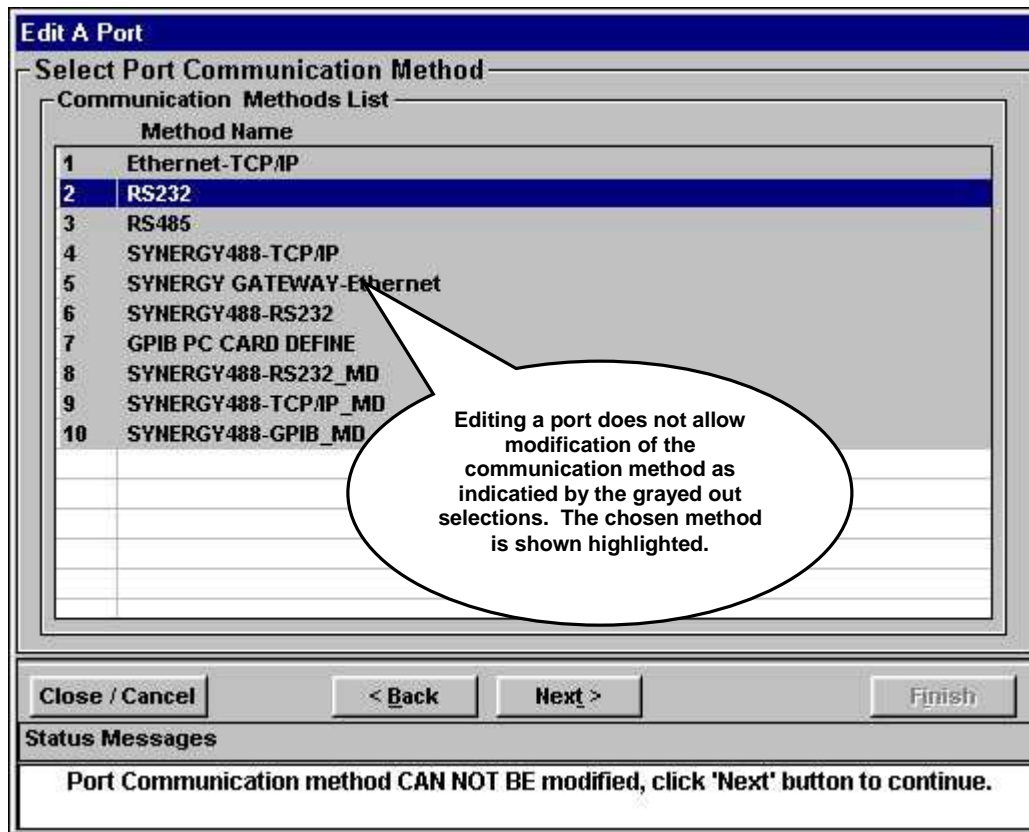 Edit A Port
Select Port Communication Method
Communication Methods List
Method Name
1 Ethernet-TCP/IP
2 RS232
3 RS485
4 SYNERGY488-TCP/IP
5 SYNERGY GATEWAY-Ethernet
6 SYNERGY488-RS232
7 GPIB PC CARD DEFINE
8 SYNERGY488-RS232_MD
9 SYNERGY488-TCP/IP_MD
10 SYNERGY488-GPIB_MD
Editing a port does not allow
modification of the
communication method as
indicatied by the grayed out
selections. The chosen method
is shown highlighted.
Close / Cancel
< Back
Next >
Finish
Status Messages
Port Communication method CAN NOT BE modified, click 'Next' button to continue.